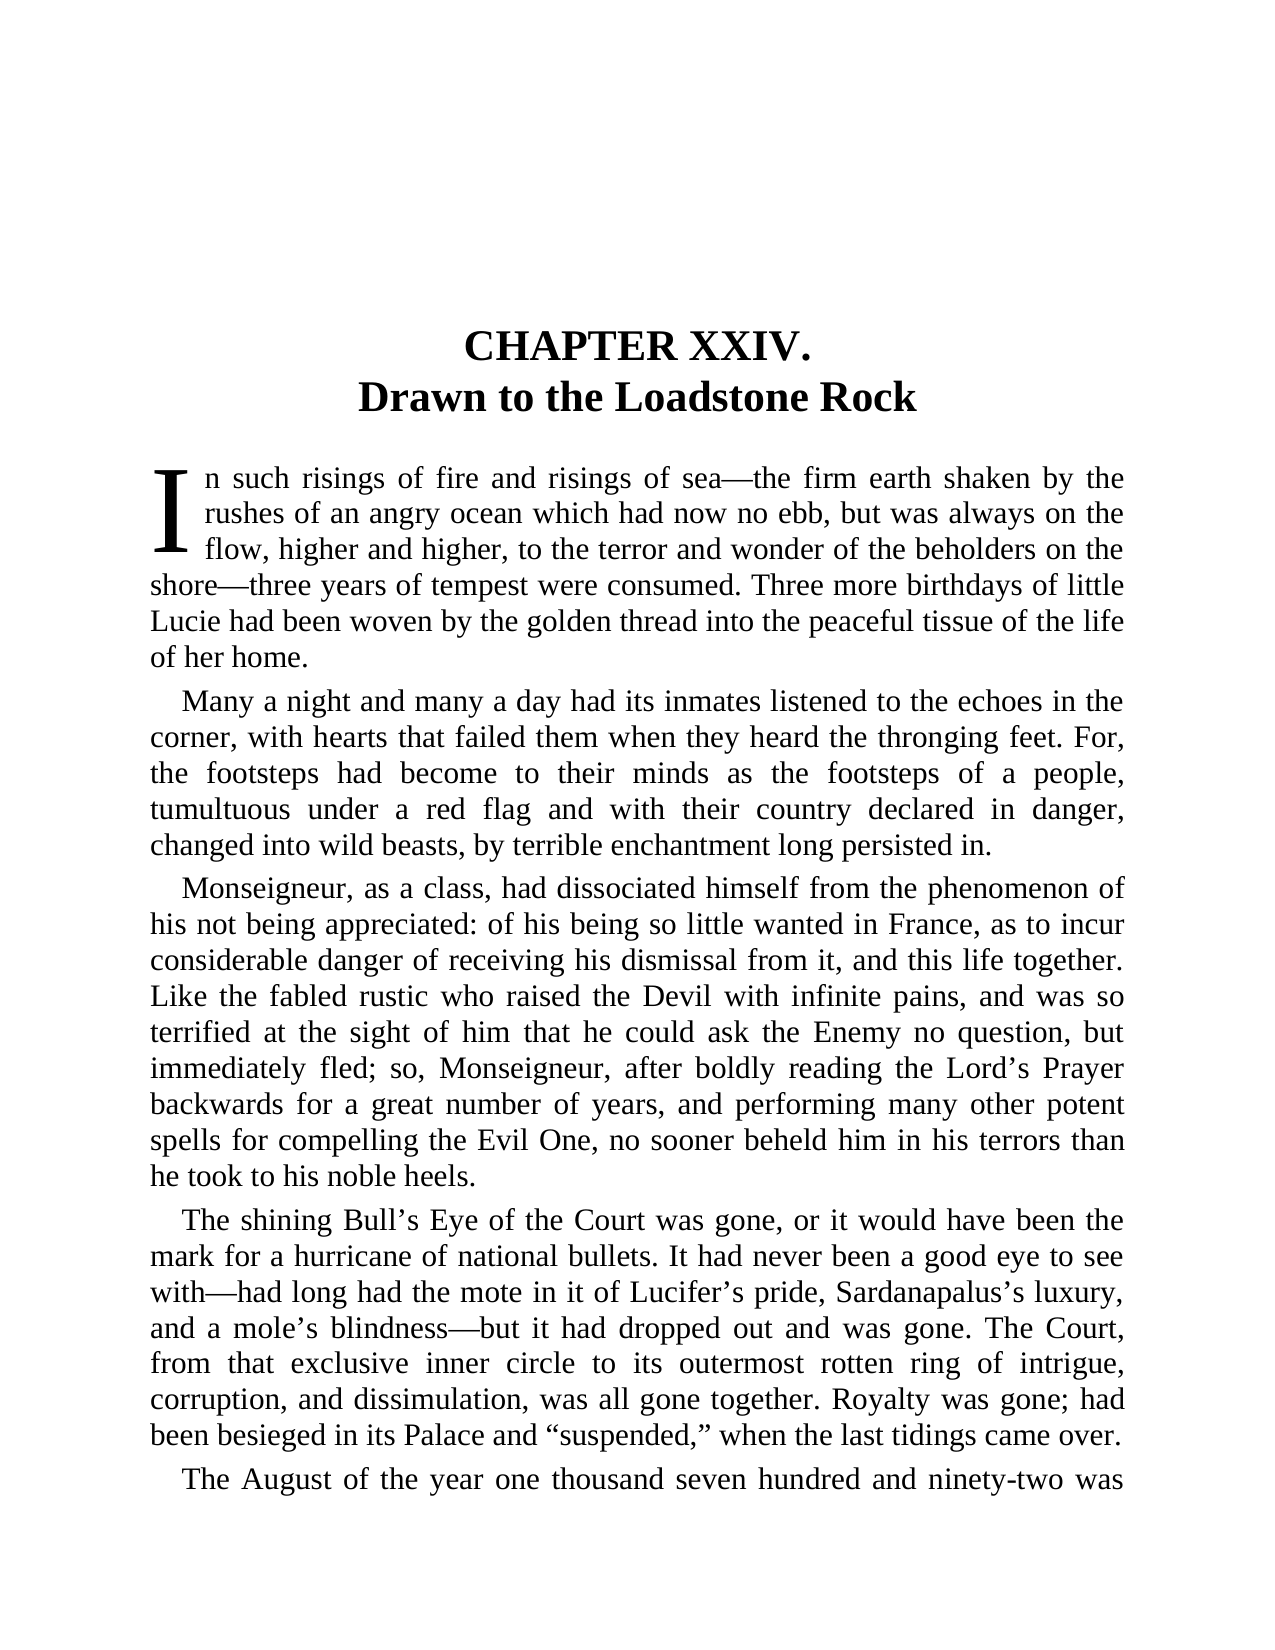 CHAPTER XXIV.
Drawn to the Loadstone Rock
In such risings of fire and risings of sea—the firm earth shaken by the
rushes of an angry ocean which had now no ebb, but was always on the
flow, higher and higher, to the terror and wonder of the beholders on the
shore—three years of tempest were consumed. Three more birthdays of little
Lucie had been woven by the golden thread into the peaceful tissue of the life
of her home.
Many a night and many a day had its inmates listened to the echoes in the
corner, with hearts that failed them when they heard the thronging feet. For,
the footsteps had become to their minds as the footsteps of a people,
tumultuous under a red flag and with their country declared in danger,
changed into wild beasts, by terrible enchantment long persisted in.
Monseigneur, as a class, had dissociated himself from the phenomenon of
his not being appreciated: of his being so little wanted in France, as to incur
considerable danger of receiving his dismissal from it, and this life together.
Like the fabled rustic who raised the Devil with infinite pains, and was so
terrified at the sight of him that he could ask the Enemy no question, but
immediately fled; so, Monseigneur, after boldly reading the Lord’s Prayer
backwards for a great number of years, and performing many other potent
spells for compelling the Evil One, no sooner beheld him in his terrors than
he took to his noble heels.
The shining Bull’s Eye of the Court was gone, or it would have been the
mark for a hurricane of national bullets. It had never been a good eye to see
with—had long had the mote in it of Lucifer’s pride, Sardanapalus’s luxury,
and a mole’s blindness—but it had dropped out and was gone. The Court,
from that exclusive inner circle to its outermost rotten ring of intrigue,
corruption, and dissimulation, was all gone together. Royalty was gone; had
been besieged in its Palace and “suspended,” when the last tidings came over.
The August of the year one thousand seven hundred and ninety-two was